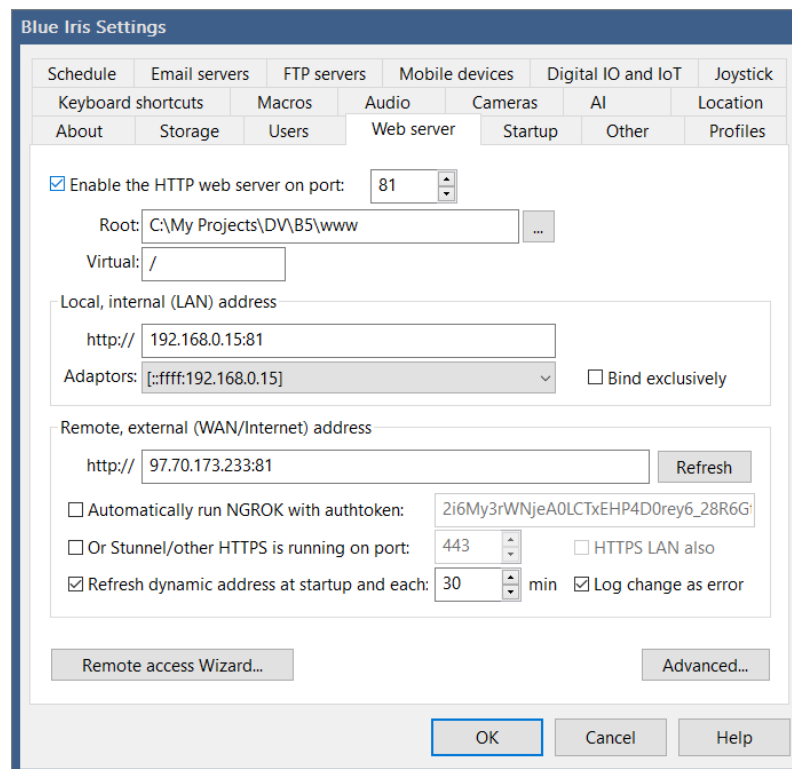 Blue Iris Settings
Schedule Email servers FTP servers Mobile devices Digital IO and IoT Joystick
Keyboard shortcuts Macros Audio Cameras AI Location
About Storage Users Web server Startup Other Profiles
Enable the HTTP web server on port: 81
Root: C:\My Projects\DV\B5\www ...
Virtual: /
Local, internal (LAN) address
http:// 192.168.0.15:81
Adaptors: [::ffff:192.168.0.15] Bind exclusively
Remote, external (WAN/Internet) address
http:// 97.70.173.233:81 Refresh
Automatically run NGROK with authtoken: 2i6My3rWNjeA0LCTxEHP4D0rey6_28R6G
Or Stunnel/other HTTPS is running on port: 443 HTTPS LAN also
Refresh dynamic address at startup and each: 30 min Log change as error
Remote access Wizard... Advanced...
OK Cancel Help